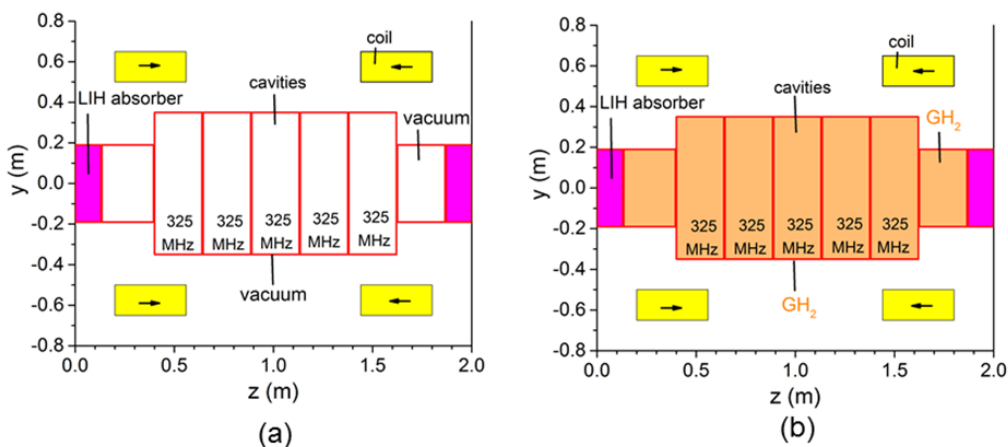 0.8
0.6
0.4
0.2
0.0
-0.2
-0.4
-0.6
-0.8
y (m)
coil
cavities
LIH absorber
vacuum
325 325 325 325 325
MHz MHz MHz MHz MHz
vacuum
0.0 0.5 1.0 1.5 2.0
z (m)
(a)
0.8
0.6
0.4
0.2
0.0
-0.2
-0.4
-0.6
-0.8
y (m)
coil
cavities
LIH absorber
GH₂
325 325 325 325 325
MHz MHz MHz MHz MHz
GH₂
0.0 0.5 1.0 1.5 2.0
z (m)
(b)